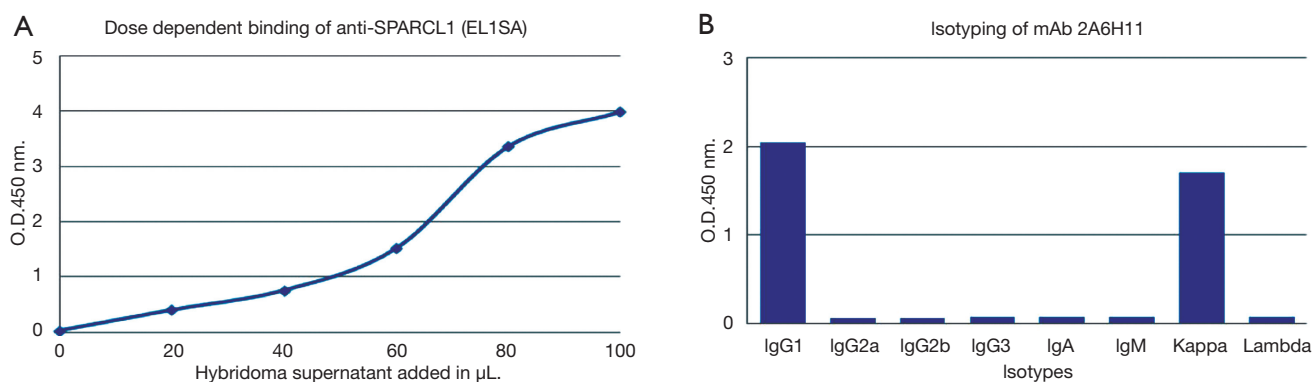 A
Dose dependent binding of anti-SPARCL1 (EL1SA)
5
4
3
2
1
0
O.D.450 nm.
0 20 40 60 80 100
Hybridoma supernatant added in µL.
B
Isotyping of mAb 2A6H11
3
2
1
0
O.D.450 nm.
IgG1 IgG2a IgG2b IgG3 IgA IgM Kappa Lambda
Isotypes